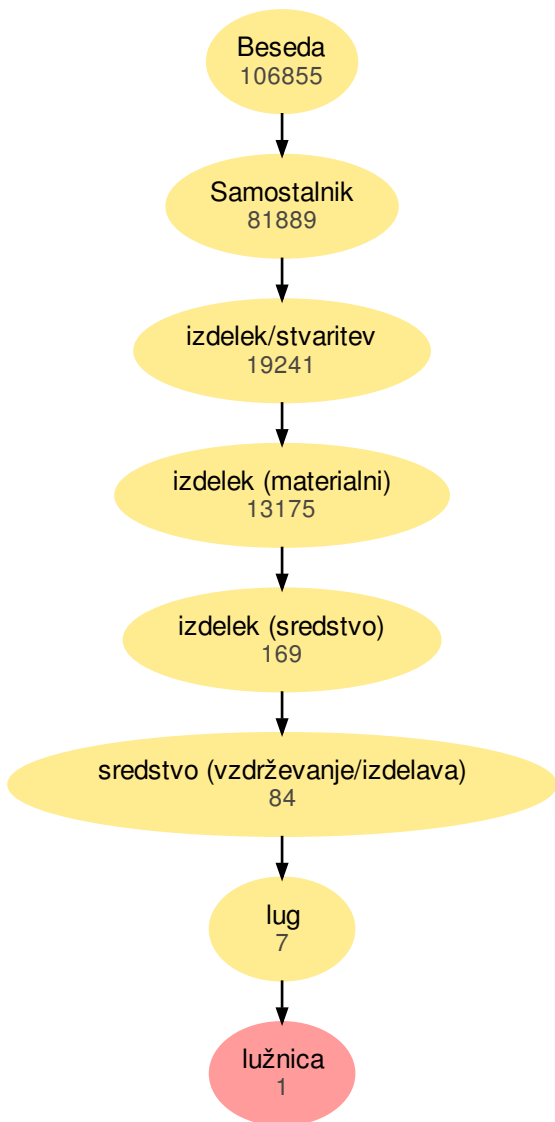 Beseda
106855
Samostalnik
81889
izdelek/stvaritev
19241
izdelek (materialni)
13175
izdelek (sredstvo)
169
sredstvo (vzdrževanje/izdelava)
84
lug
7
lužnica
1